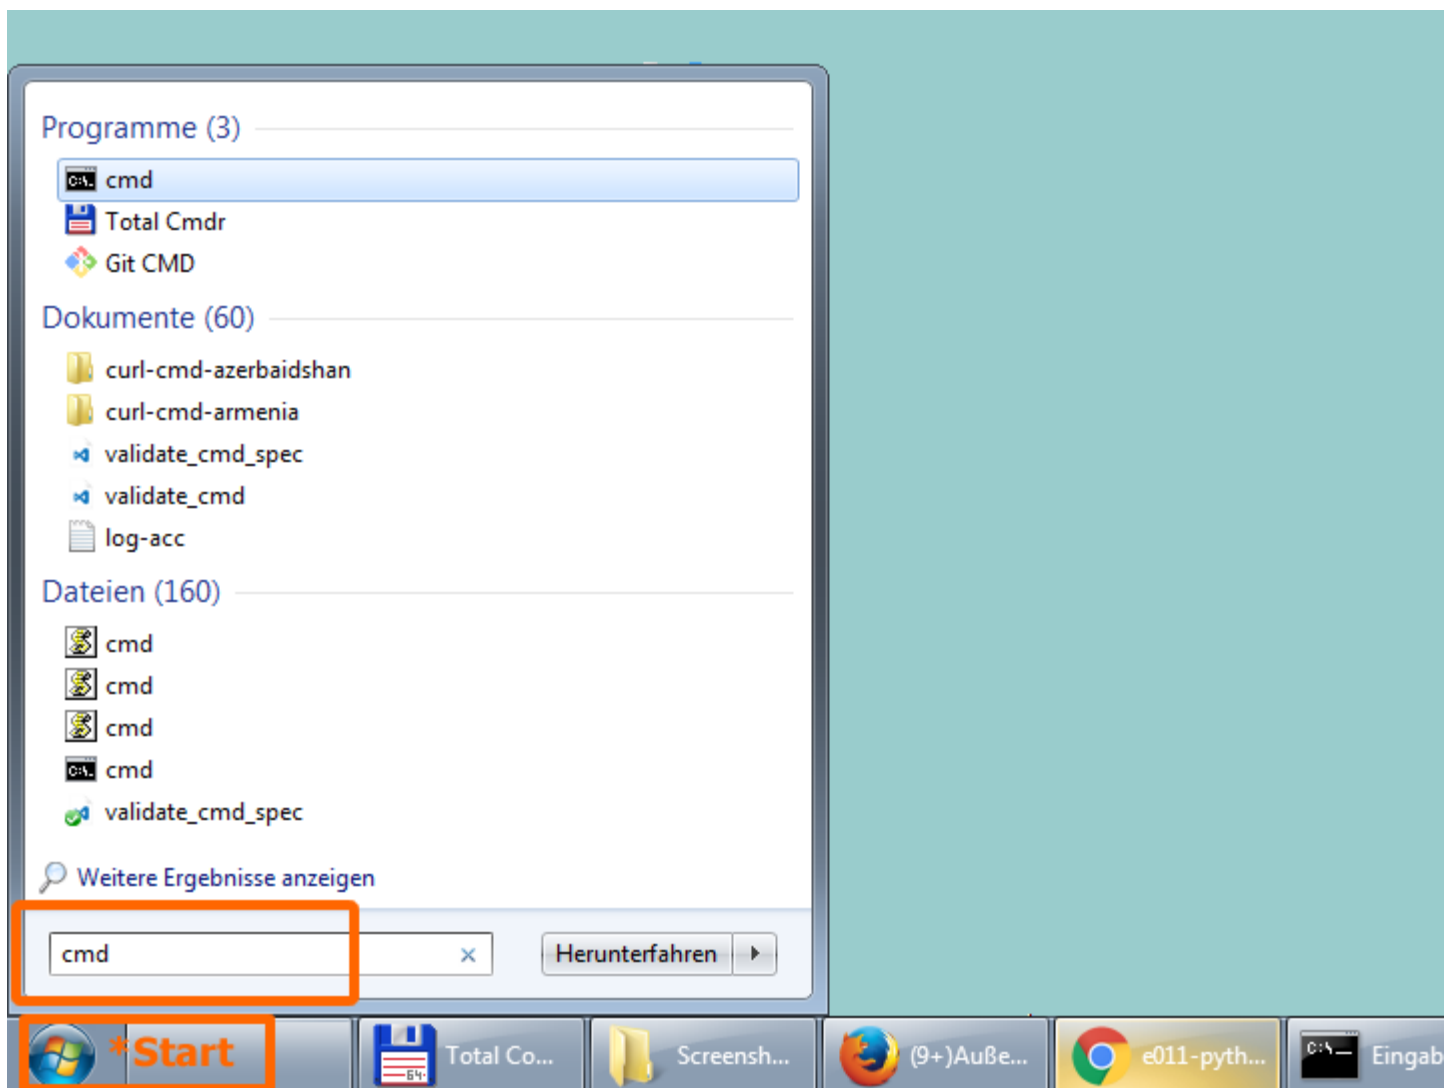 Programme (3)
cmd
Total Cmdr
Git CMD
Dokumente (60)
curl-cmd-azerbaidshan
curl-cmd-armenia
validate_cmd_spec
validate_cmd
log-acc
Dateien (160)
cmd
cmd
cmd
cmd
validate_cmd_spec
Weitere Ergebnisse anzeigen
cmd Herunterfahren
*Start Total Co... Screensh... (9+)Auße... e011-pyth... Eingab